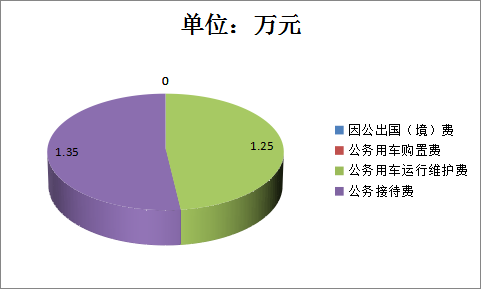 单位：万元
0
1.35
1.25
因公出国（境）费
公务用车购置费
公务用车运行维护费
公务接待费